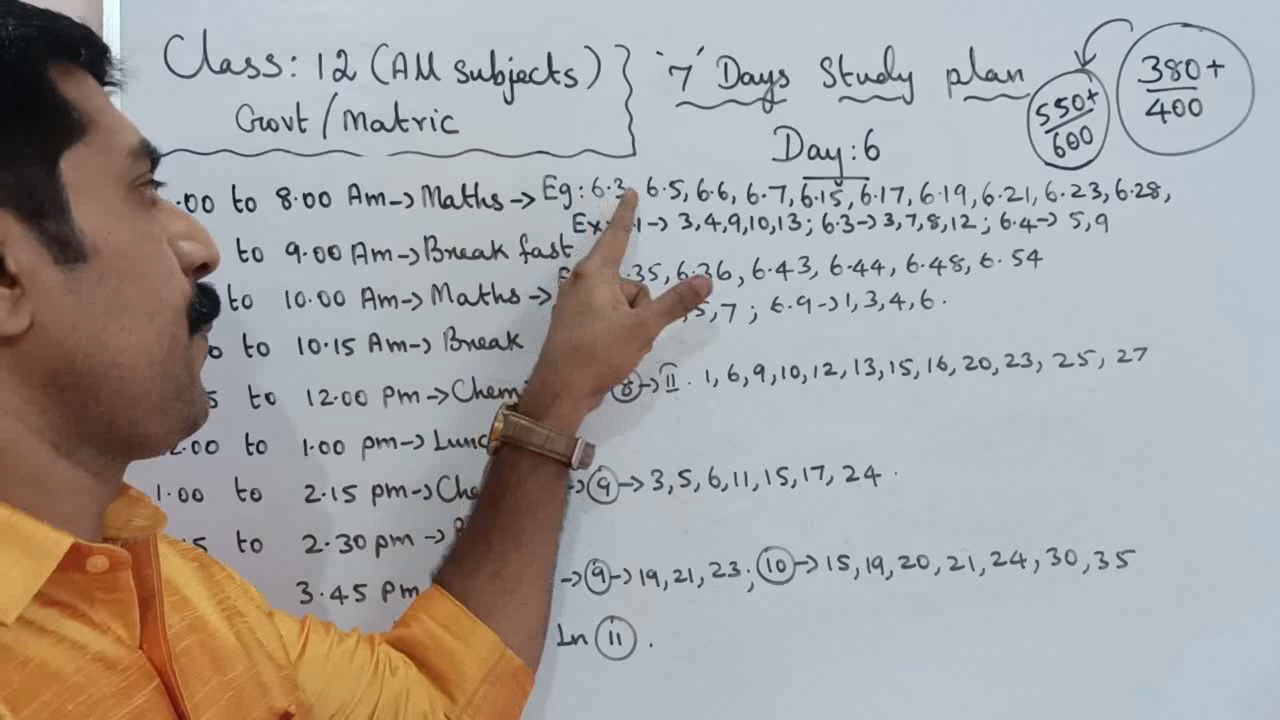 Class: 12 (All subjects) '7' Days Study plan 380+/400
Govt / Matric 550+/600
Day: 6
.00 to 8.00 Am → Maths → Eg: 6.3, 6.5, 6.6, 6.7, 6.15, 6.17, 6.19, 6.21, 6.23, 6.28,
Ex 1 → 3, 4, 9, 10, 13 ; 6.3 → 3, 7, 8, 12 ; 6.4 → 5, 9
to 9.00 Am → Break fast
.35, 6.36, 6.43, 6.44, 6.48, 6.54
to 10.00 Am → Maths →
5, 7 ; 6.9 → 1, 3, 4, 6.
to 10.15 Am → Break
to 12.00 pm → Chemi 8 → II. 1, 6, 9, 10, 12, 13, 15, 16, 20, 23, 25, 27
.00 to 1.00 pm → Lunc
1.00 to 2.15 pm → Che → 9 → 3, 5, 6, 11, 15, 17, 24 .
to 2.30 pm →
3.45 Pm → 9 → 19, 21, 23 ; 10 → 15, 19, 20, 21, 24, 30, 35
Ln 11 .